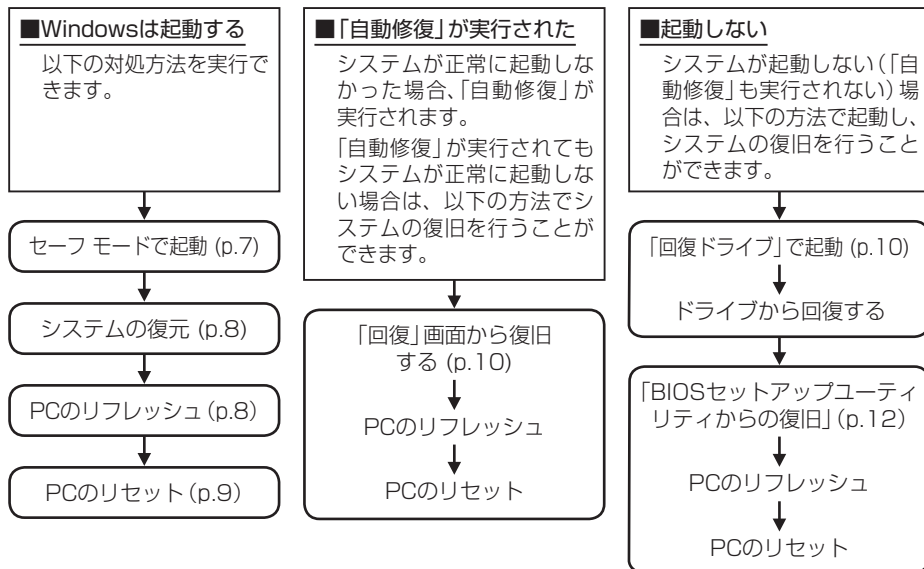 ■Windowsは起動する
以下の対処方法を実行で
きます。
セーフ モードで起動 (p.7)
システムの復元 (p.8)
PCのリフレッシュ (p.8)
PCのリセット (p.9)
■「自動修復」が実行された
システムが正常に起動しな
かった場合、「自動修復」が
実行されます。
「自動修復」が実行されても
システムが正常に起動しな
い場合は、以下の方法でシ
ステムの復旧を行うことが
できます。
「回復」画面から復旧
する (p.10)
PCのリフレッシュ
PCのリセット
■起動しない
システムが起動しない（「自
動修復」も実行されない）場
合は、以下の方法で起動し、
システムの復旧を行うこと
ができます。
「回復ドライブ」で起動 (p.10)
ドライブから回復する
「BIOSセットアップユーティ
リティからの復旧」(p.12)
PCのリフレッシュ
PCのリセット